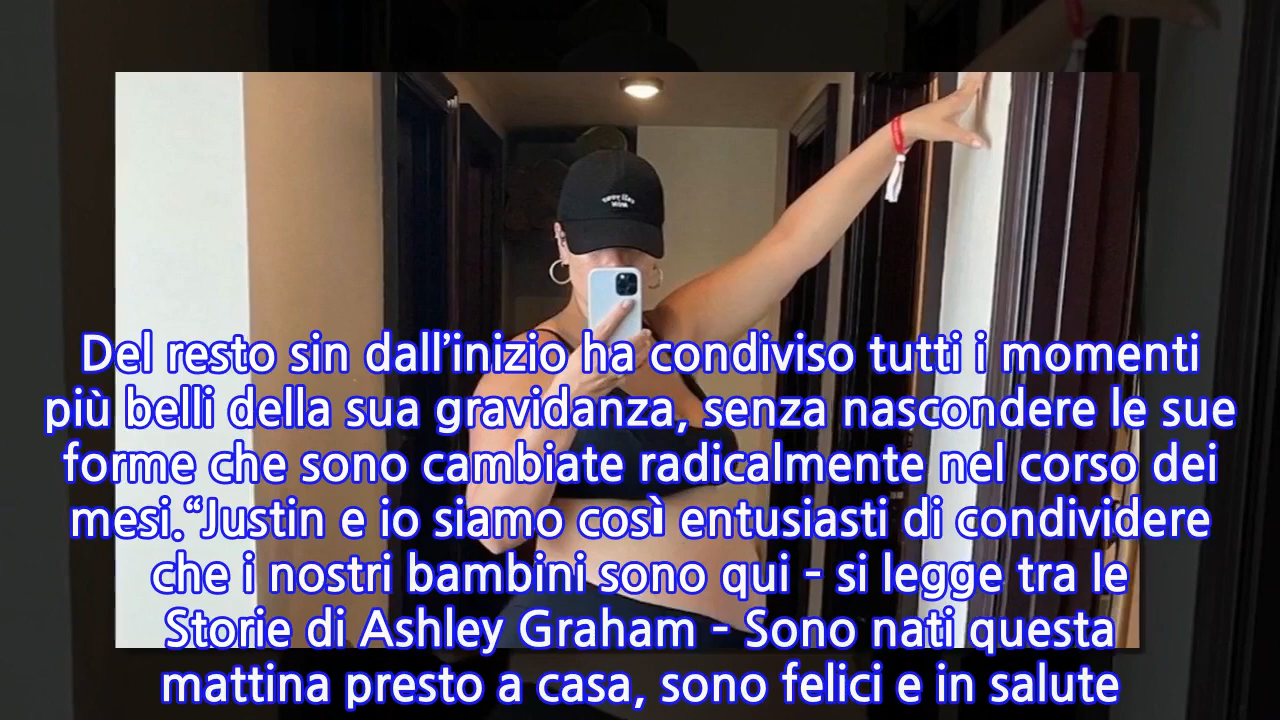 Del resto sin dall’inizio ha condiviso tutti i momenti
più belli della sua gravidanza, senza nascondere le sue
forme che sono cambiate radicalmente nel corso dei
mesi.“Justin e io siamo così entusiasti di condividere
che i nostri bambini sono qui - si legge tra le
Storie di Ashley Graham - Sono nati questa
mattina presto a casa, sono felici e in salute